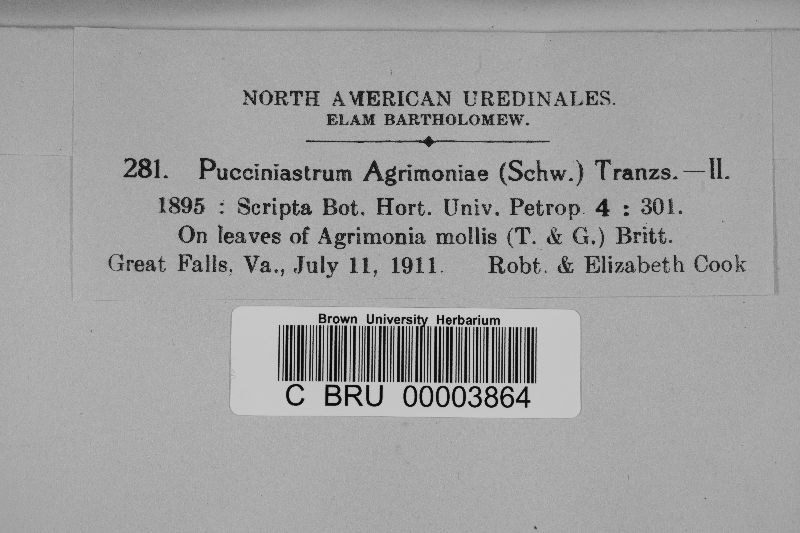 NORTH AMERICAN UREDINALES.
ELAM BARTHOLOMEW.
281. Pucciniastrum Agrimoniae (Schw.) Tranzs.—II.
1895 : Scripta Bot. Hort. Univ. Petrop. 4 : 301.
On leaves of Agrimonia mollis (T. & G.) Britt.
Great Falls, Va., July 11, 1911. Robt. & Elizabeth Cook
Brown University Herbarium
C BRU 00003864